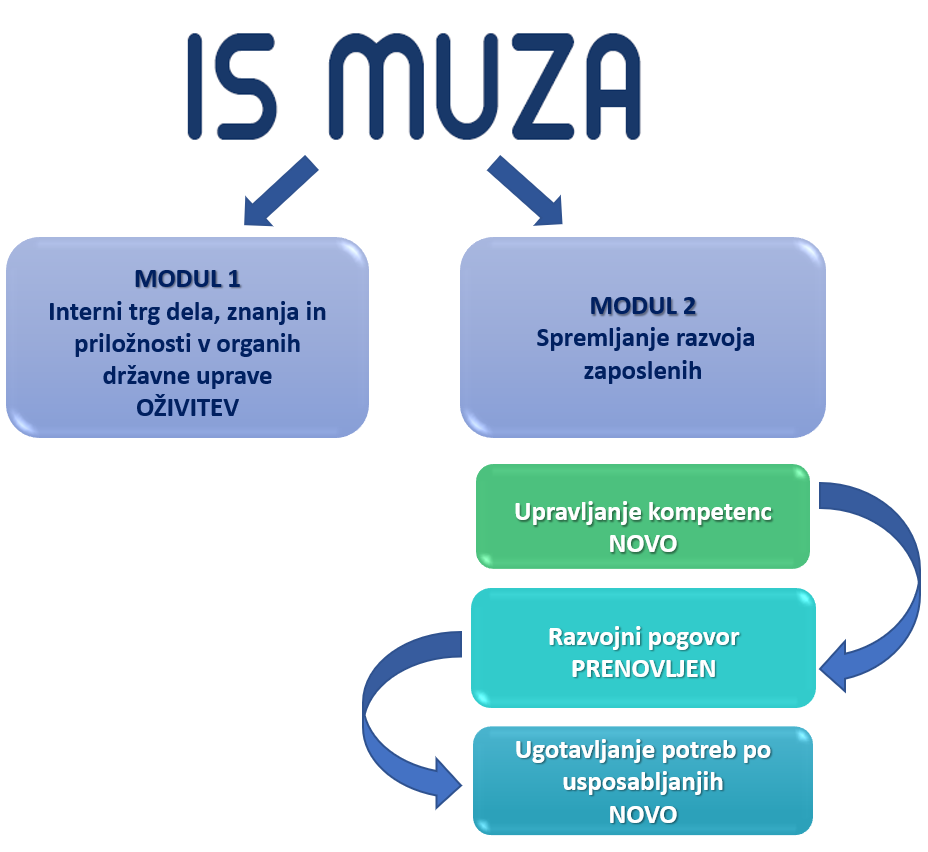 IS MUZA
MODUL 1
Interni trg dela, znanja in
priložnosti v organih
državne uprave
OŽIVITEV
MODUL 2
Spremljanje razvoja
zaposlenih
Upravljanje kompetenc
NOVO
Razvojni pogovor
PRENOVLJEN
Ugotavljanje potreb po
usposabljanjih
NOVO